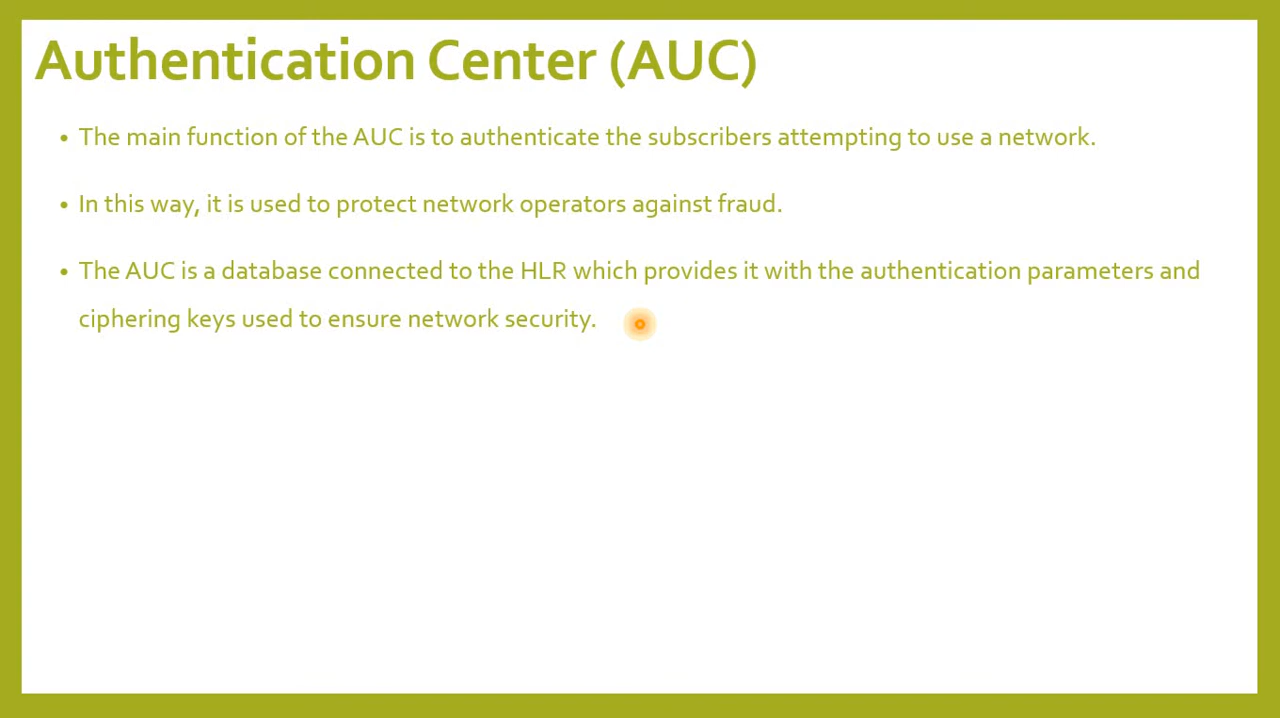 Authentication Center (AUC)
• The main function of the AUC is to authenticate the subscribers attempting to use a network.
• In this way, it is used to protect network operators against fraud.
• The AUC is a database connected to the HLR which provides it with the authentication parameters and
ciphering keys used to ensure network security.